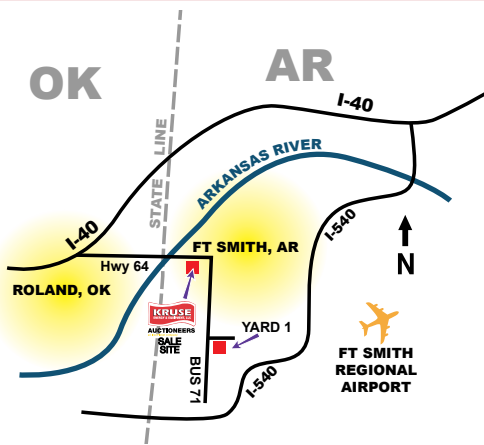 OK
AR
I-40
STATE LINE
ARKANSAS RIVER
I-40
I-540
FT SMITH, AR
Hwy 64
N
ROLAND, OK
KRUSE
AUCTIONEERS
SALE
SITE
YARD 1
BUS 71
I-540
FT SMITH
REGIONAL
AIRPORT